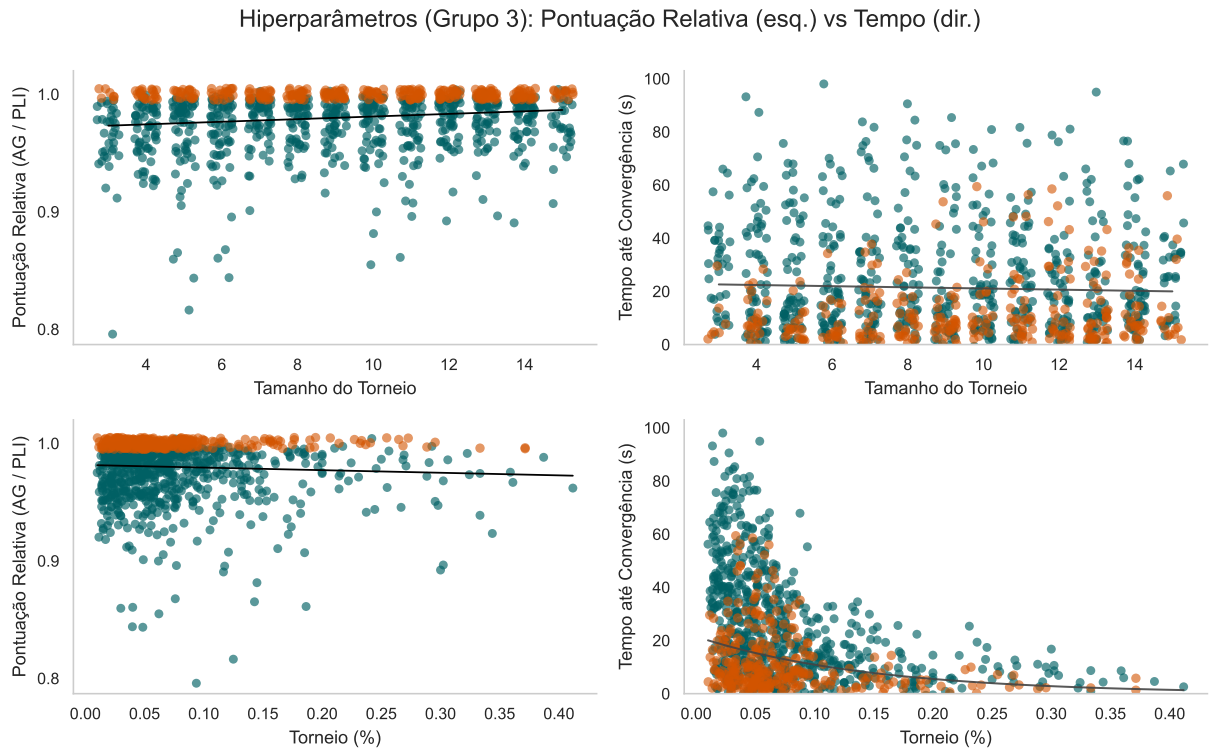 Hiperparâmetros (Grupo 3): Pontuação Relativa (esq.) vs Tempo (dir.)
Pontuação Relativa (AG / PLI)
1.0
0.9
0.8
4 6 8 10 12 14
Tamanho do Torneio
Tempo até Convergência (s)
100
80
60
40
20
0
4 6 8 10 12 14
Tamanho do Torneio
Pontuação Relativa (AG / PLI)
1.0
0.9
0.8
0.00 0.05 0.10 0.15 0.20 0.25 0.30 0.35 0.40
Torneio (%)
Tempo até Convergência (s)
100
80
60
40
20
0
0.00 0.05 0.10 0.15 0.20 0.25 0.30 0.35 0.40
Torneio (%)